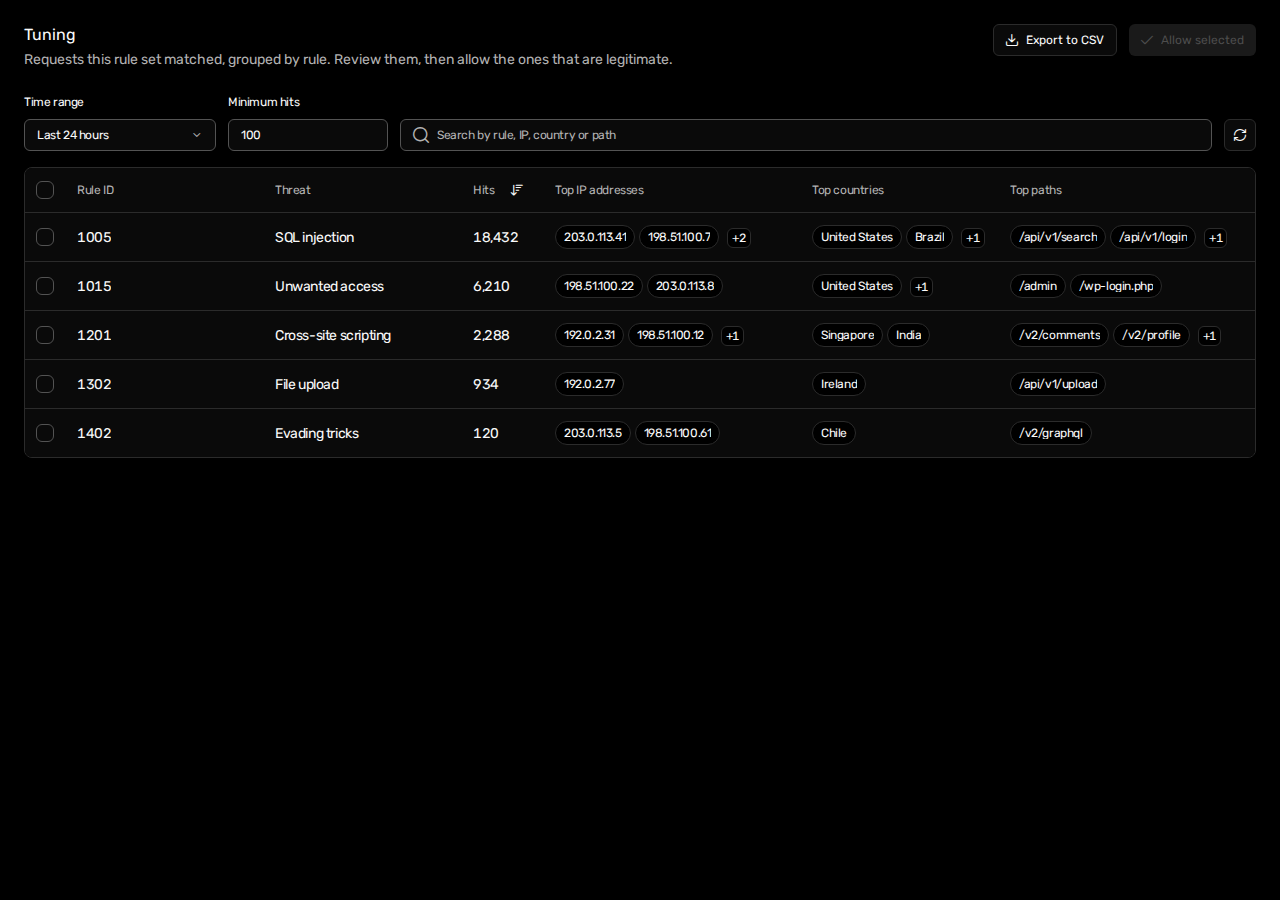 Tuning
Requests this rule set matched, grouped by rule. Review them, then allow the ones that are legitimate.
Export to CSV
Allow selected
Time range
Minimum hits
Last 24 hours
100
Search by rule, IP, country or path
Rule ID Threat Hits Top IP addresses Top countries Top paths
1005 SQL injection 18,432 203.0.113.41 198.51.100.7 +2 United States Brazil +1 /api/v1/search /api/v1/login +1
1015 Unwanted access 6,210 198.51.100.22 203.0.113.8 United States +1 /admin /wp-login.php
1201 Cross-site scripting 2,288 192.0.2.31 198.51.100.12 +1 Singapore India /v2/comments /v2/profile +1
1302 File upload 934 192.0.2.77 Ireland /api/v1/upload
1402 Evading tricks 120 203.0.113.5 198.51.100.61 Chile /v2/graphql